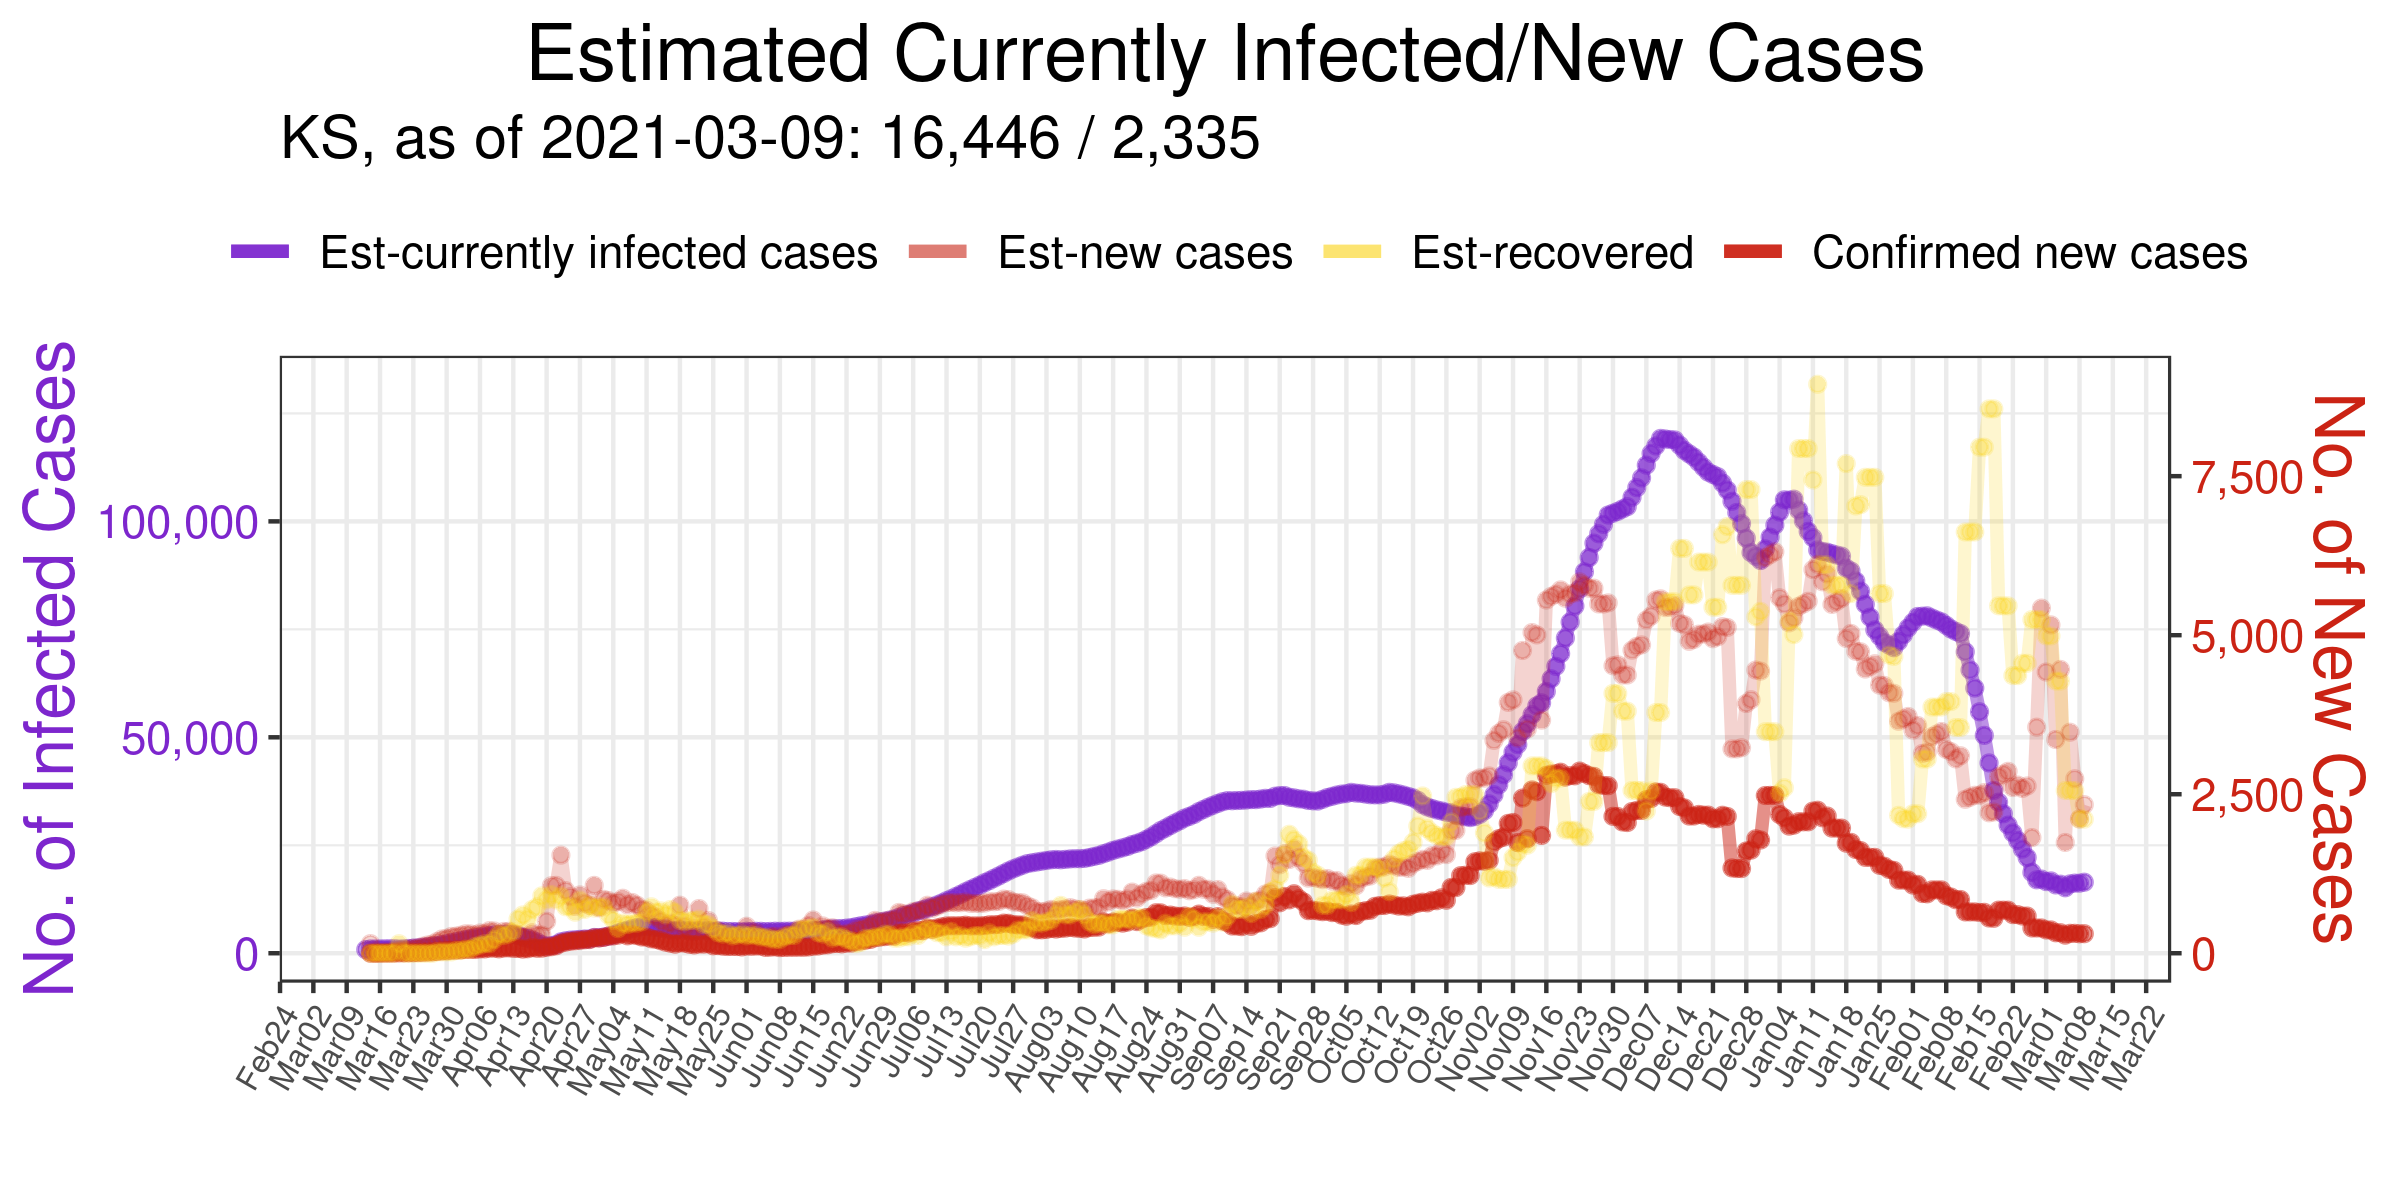 Estimated Currently Infected/New Cases
KS, as of 2021-03-09: 16,446 / 2,335
Est-currently infected cases Est-new cases Est-recovered Confirmed new cases
No. of Infected Cases
100,000
50,000
0
7,500
5,000
2,500
0
No. of New Cases
Feb24 Mar02 Mar09 Mar16 Mar23 Mar30 Apr06 Apr13 Apr20 Apr27 May04 May11 May18 May25 Jun01 Jun08 Jun15 Jun22 Jun29 Jul06 Jul13 Jul20 Jul27 Aug03 Aug10 Aug17 Aug24 Aug31 Sep07 Sep14 Sep21 Sep28 Oct05 Oct12 Oct19 Oct26 Nov02 Nov09 Nov16 Nov23 Nov30 Dec07 Dec14 Dec21 Dec28 Jan04 Jan11 Jan18 Jan25 Feb01 Feb08 Feb15 Feb22 Mar01 Mar08 Mar15 Mar22